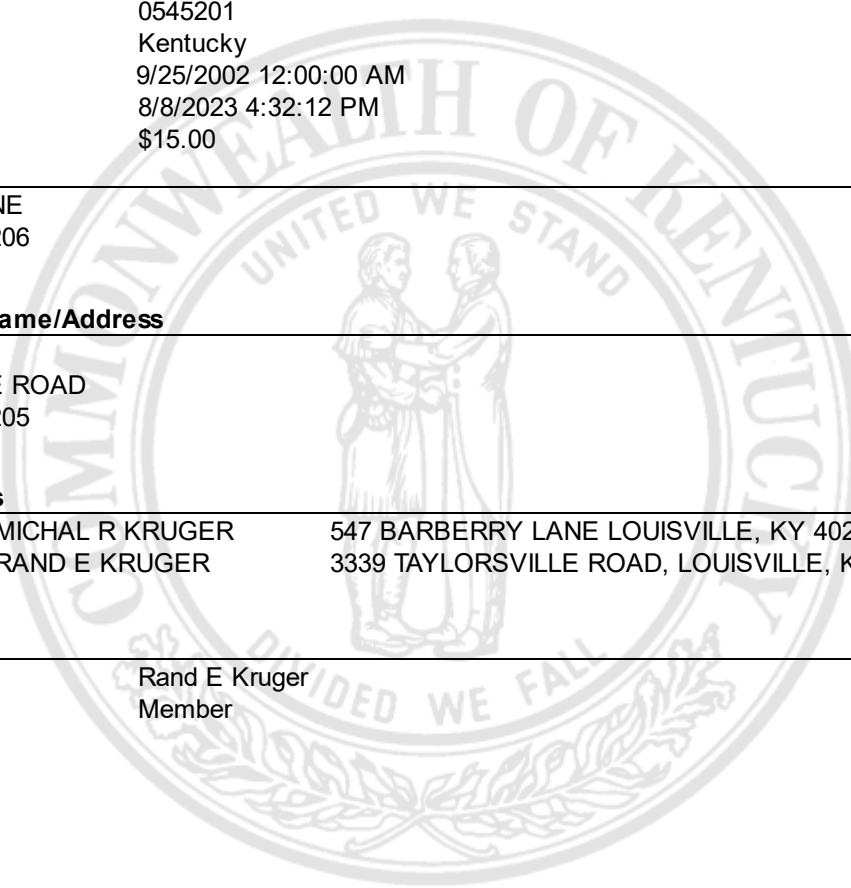 0545201
Kentucky
9/25/2002 12:00:00 AM
8/8/2023 4:32:12 PM
$15.00
NE
206
ame/Address
E ROAD
205
s
MICHAL R KRUGER 547 BARBERRY LANE LOUISVILLE, KY 402
RAND E KRUGER 3339 TAYLORSVILLE ROAD, LOUISVILLE, K
Rand E Kruger
Member
COMMONWEALTH OF KENTUCKY
UNITED WE STAND
DIVIDED WE FALL